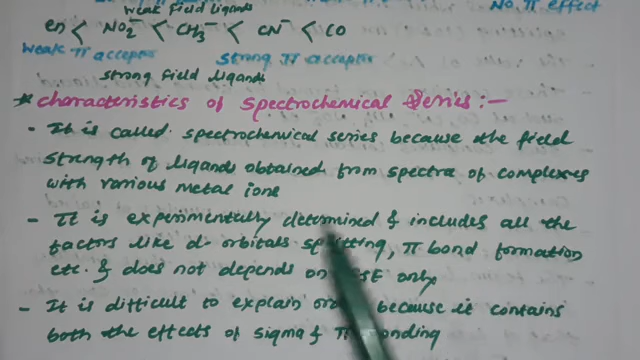 weak field ligands
No π effect
en < NO₂⁻ < CH₃⁻ < CN⁻ < CO
weak π acceptor strong π acceptor
strong field ligands
* characteristics of Spectrochemical Series:-
- It is called spectrochemical series because the field
strength of ligands obtained from spectra of complexes
with various metal ions
- It is experimentally determined & includes all the
factors like d-orbitals splitting, π bond formation
etc. & does not depends on only
- It is difficult to explain because it contains
both the effects of sigma & π bonding